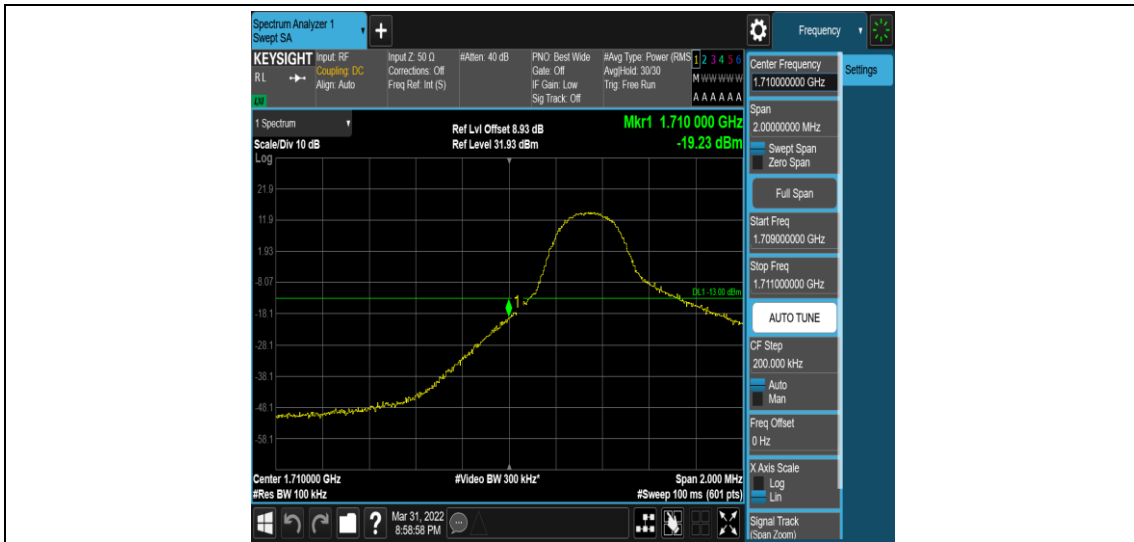 Spectrum Analyzer 1
Swept SA
+
Frequency
KEYSIGHT
RL
LXI
Input: RF
Coupling: DC
Align: Auto
Input Z: 50 Ω
Corrections: Off
Freq Ref: Int (S)
#Atten: 40 dB
PNO: Best Wide
Gate: Off
IF Gain: Low
Sig Track: Off
#Avg Type: Power (RMS
Avg|Hold: 30/30
Trig: Free Run
1 2 3 4 5 6
M W W W W W
A A A A A A
1 Spectrum
Scale/Div 10 dB
Log
Ref Lvl Offset 8.93 dB
Ref Level 31.93 dBm
Mkr1 1.710 000 GHz
-19.23 dBm
21.9
11.9
1.93
-8.07
-18.1
-28.1
-38.1
-48.1
-58.1
1
DL1 -13.00 dBm
Center 1.710000 GHz
#Res BW 100 kHz
#Video BW 300 kHz*
Span 2.000 MHz
#Sweep 100 ms (601 pts)
Center Frequency
1.710000000 GHz
Settings
Span
2.00000000 MHz
Swept Span
Zero Span
Full Span
Start Freq
1.709000000 GHz
Stop Freq
1.711000000 GHz
AUTO TUNE
CF Step
200.000 kHz
Auto
Man
Freq Offset
0 Hz
X Axis Scale
Log
Lin
Signal Track
(Span Zoom)
?
Mar 31, 2022
8:58:58 PM